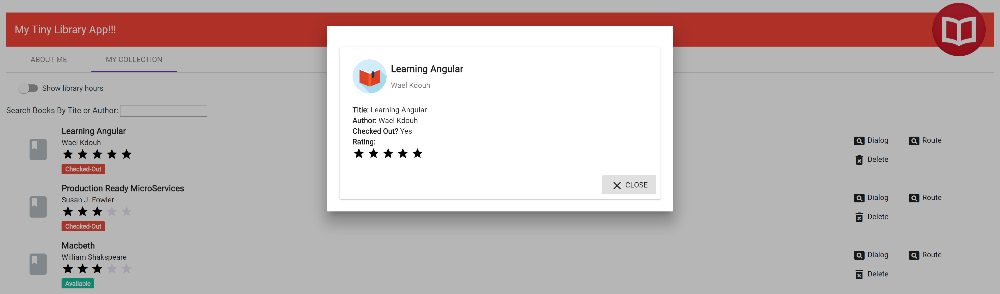 My Tiny Library App!!!
ABOUT ME
MY COLLECTION
Show library hours
Search Books By Tite or Author:
Learning Angular
Wael Kdouh
Checked-Out
Dialog
Route
Delete
Production Ready MicroServices
Susan J. Fowler
Checked-Out
Dialog
Route
Delete
Macbeth
William Shakspeare
Available
Dialog
Route
Delete
Learning Angular
Wael Kdouh
Title: Learning Angular
Author: Wael Kdouh
Checked Out? Yes
Rating:
CLOSE